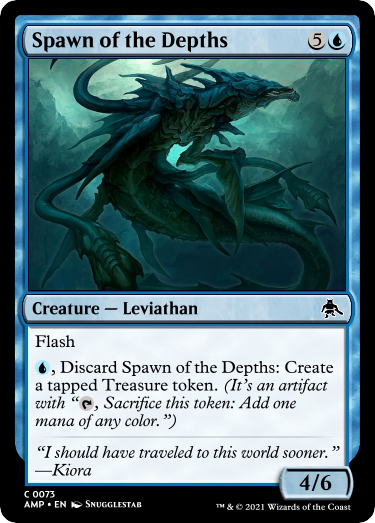 Spawn of the Depths 5
Creature — Leviathan
Flash
, Discard Spawn of the Depths: Create
a tapped Treasure token. (It's an artifact
with “, Sacrifice this token: Add one
mana of any color.”)
“I should have traveled to this world sooner.”
—Kiora
4/6
C 0073
AMP • EN Snugglestab
™ & © 2021 Wizards of the Coast